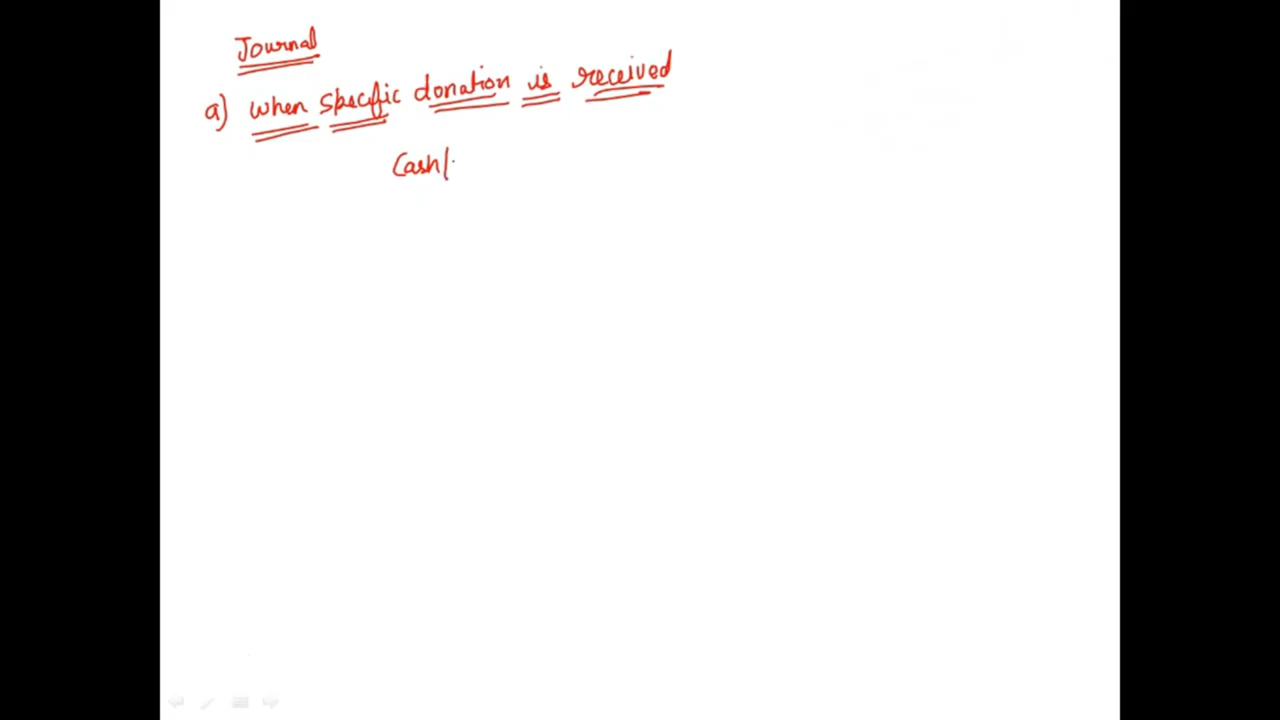 Journal
a) when specific donation is received
Cash/